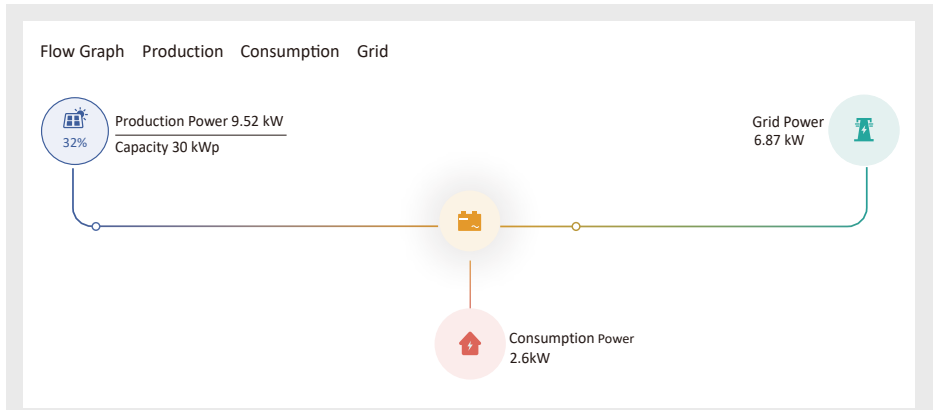 Flow Graph Production Consumption Grid
32%
Production Power 9.52 kW
Capacity 30 kWp
Grid Power
6.87 kW
Consumption Power
2.6kW